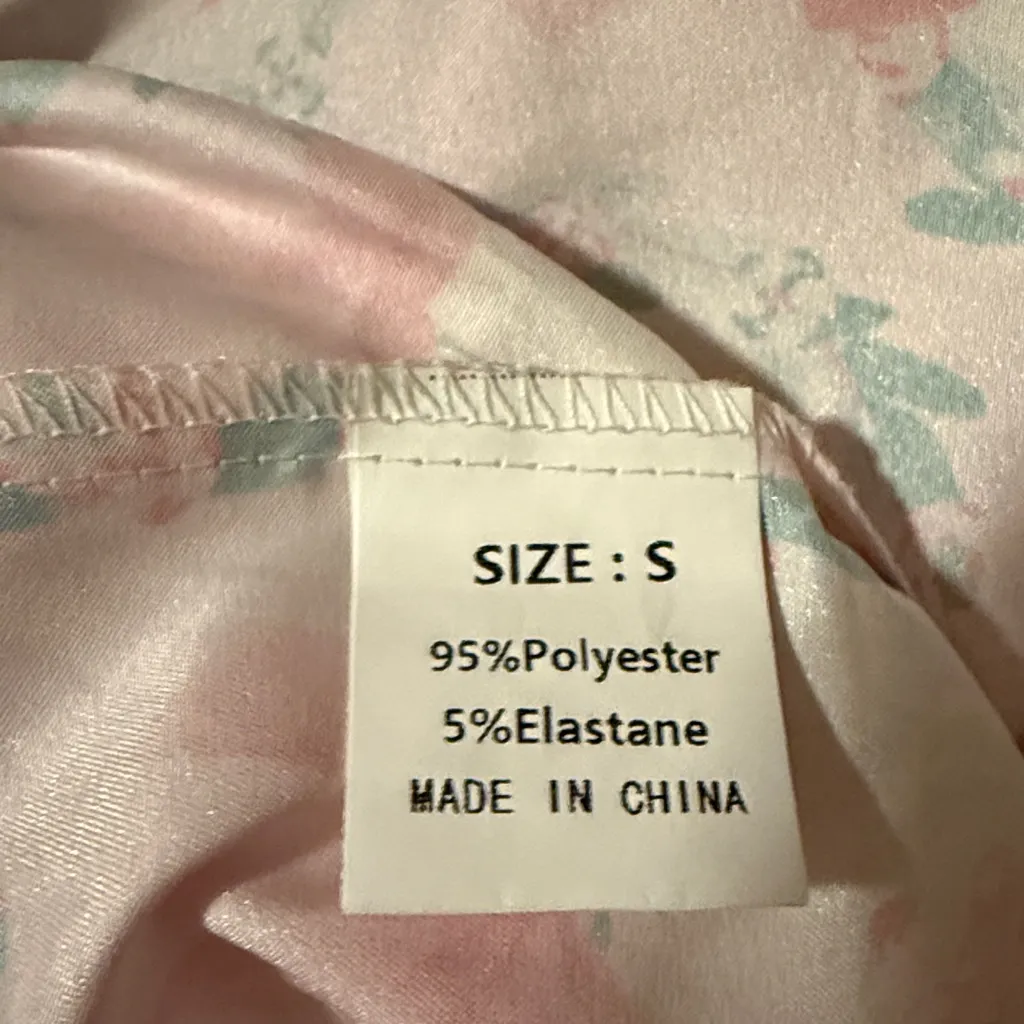 SIZE : S
95%Polyester
5%Elastane
MADE IN CHINA